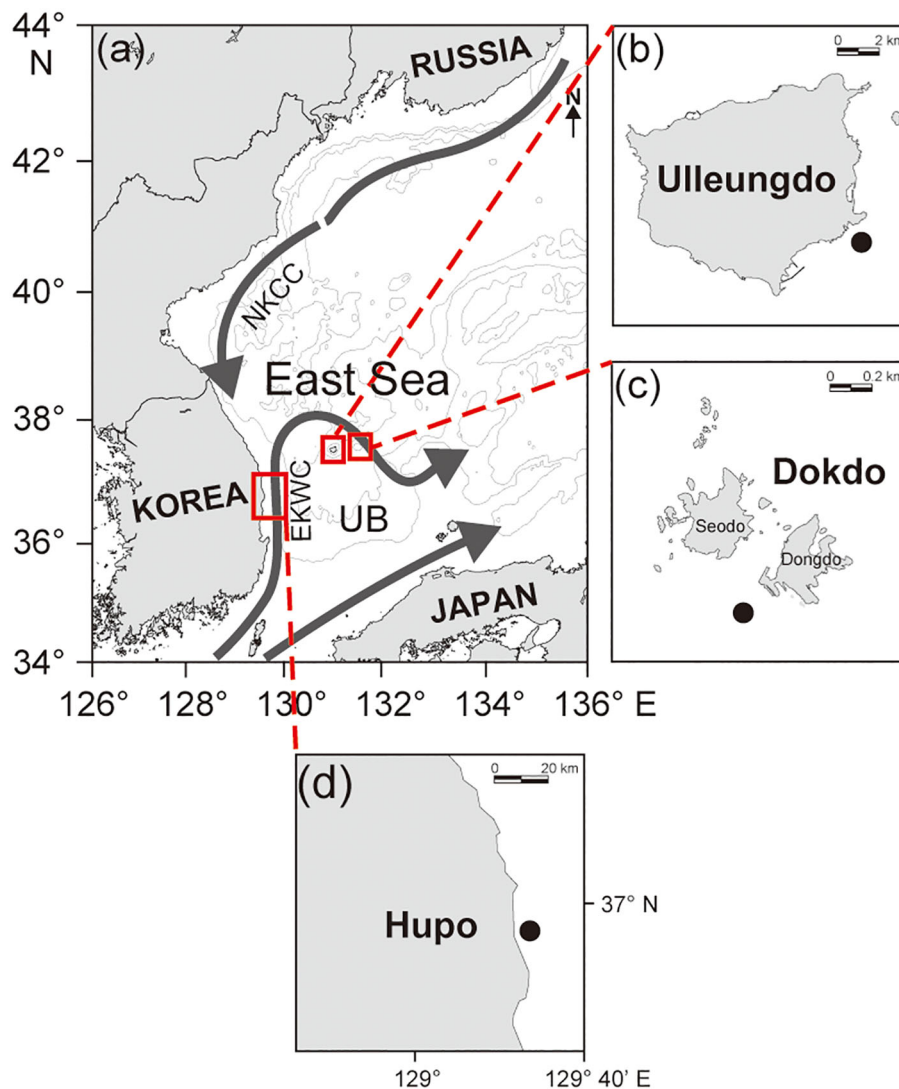 44°
N
42°
40°
38°
36°
34°
126°
128°
130°
132°
134°
136° E
(a)
RUSSIA
N
NKCC
East Sea
KOREA
EKWC
UB
JAPAN
(b)
0 2 km
Ulleungdo
(c)
0 0.2 km
Dokdo
Seodo
Dongdo
(d)
0 20 km
Hupo
37° N
129°
129° 40' E